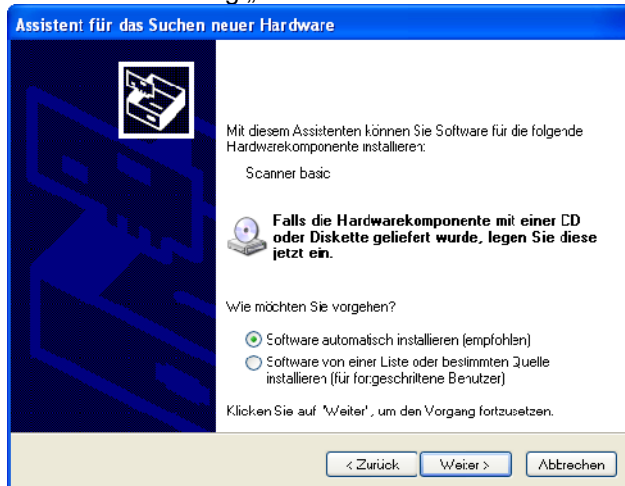 Assistent für das Suchen neuer Hardware
Mit diesem Assistenten können Sie Software für die folgende
Hardwarekomponente installieren:
Scanner basic
Falls die Hardwarekomponente mit einer CD
oder Diskette geliefert wurde, legen Sie diese
jetzt ein.
Wie möchten Sie vorgehen?
Software automatisch installieren (empfohlen)
Software von einer Liste oder bestimmten Quelle
installieren (für fortgeschrittene Benutzer)
Klicken Sie auf "Weiter", um den Vorgang fortzusetzen.
< Zurück
Weiter >
Abbrechen